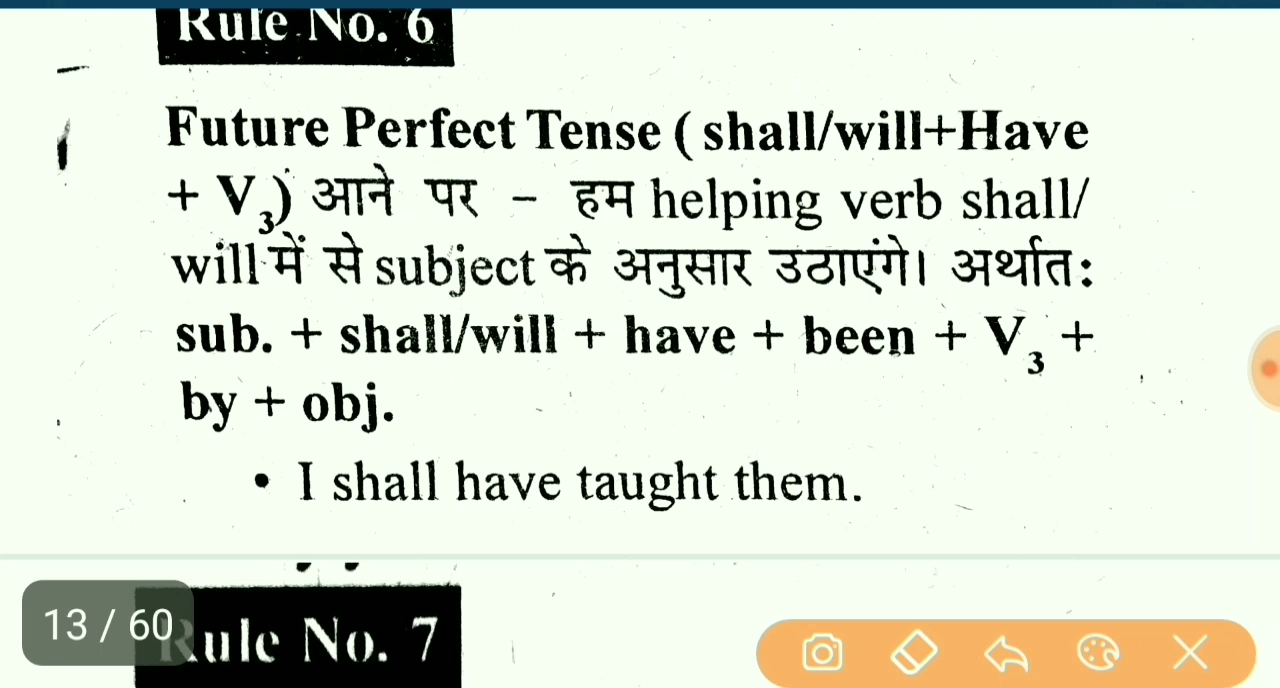 Rule No. 6
Future Perfect Tense ( shall/will+Have
+ V₃) आने पर - हम helping verb shall/
will में से subject के अनुसार उठाएंगे। अर्थात:
sub. + shall/will + have + been + V₃ +
by + obj.
• I shall have taught them.
13 / 60
Rule No. 7